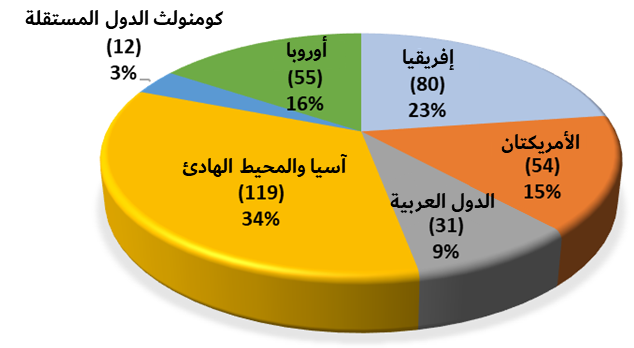 كومنولث الدول المستقلة
(12)
3%
أوروبا
(55)
16%
إفريقيا
(80)
23%
الأمريكتان
(54)
15%
آسيا والمحيط الهادئ
(119)
34%
الدول العربية
(31)
9%